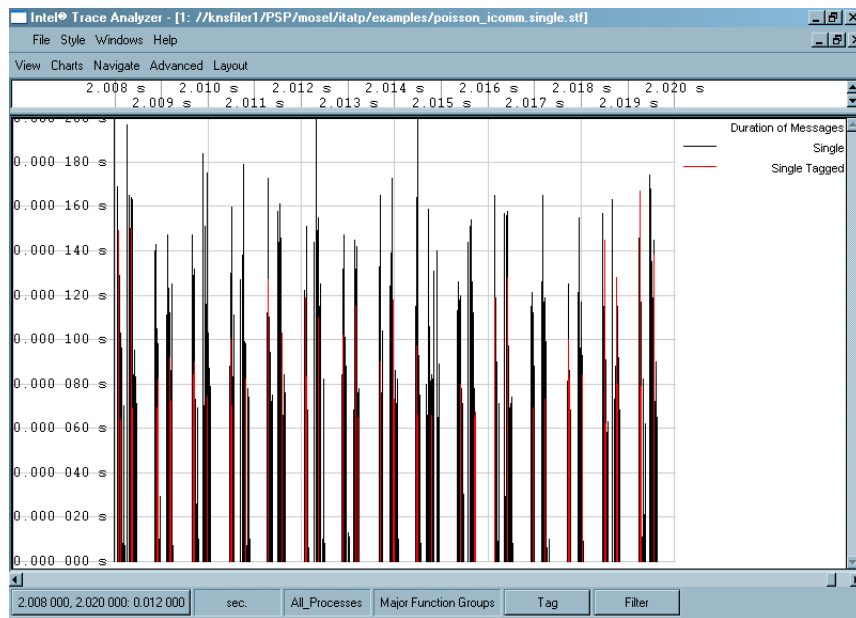 Intel® Trace Analyzer - [1: //knsfiler1/PSP/mosel/itatp/examples/poisson_icomm.single.stf]
File Style Windows Help
View Charts Navigate Advanced Layout
2.008 s 2.010 s 2.012 s 2.014 s 2.016 s 2.018 s 2.020 s
2.009 s 2.011 s 2.013 s 2.015 s 2.017 s 2.019 s
0.000 200 s
Duration of Messages
Single
0.000 180 s
Single Tagged
0.000 160 s
0.000 140 s
0.000 120 s
0.000 100 s
0.000 080 s
0.000 060 s
0.000 040 s
0.000 020 s
0.000 000 s
2.008 000, 2.020 000: 0.012 000 sec. All_Processes Major Function Groups Tag Filter